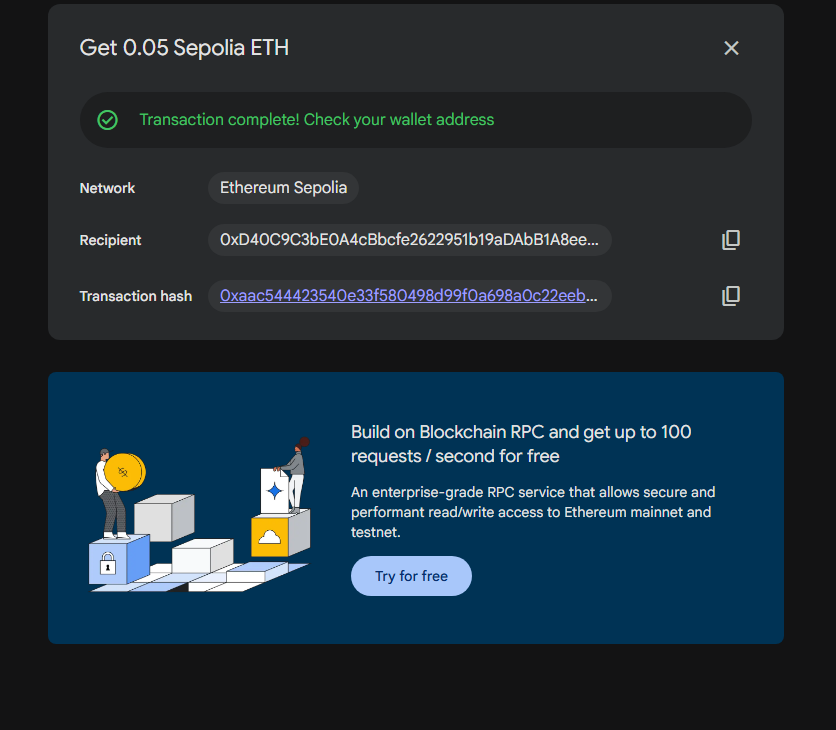 Get 0.05 Sepolia ETH
Transaction complete! Check your wallet address
Network
Ethereum Sepolia
Recipient
0xD40C9C3bE0A4cBbcfe2622951b19aDAbB1A8ee...
Transaction hash
0xaac544423540e33f580498d99f0a698a0c22eeb...
Build on Blockchain RPC and get up to 100
requests / second for free
An enterprise-grade RPC service that allows secure and
performant read/write access to Ethereum mainnet and
testnet.
Try for free